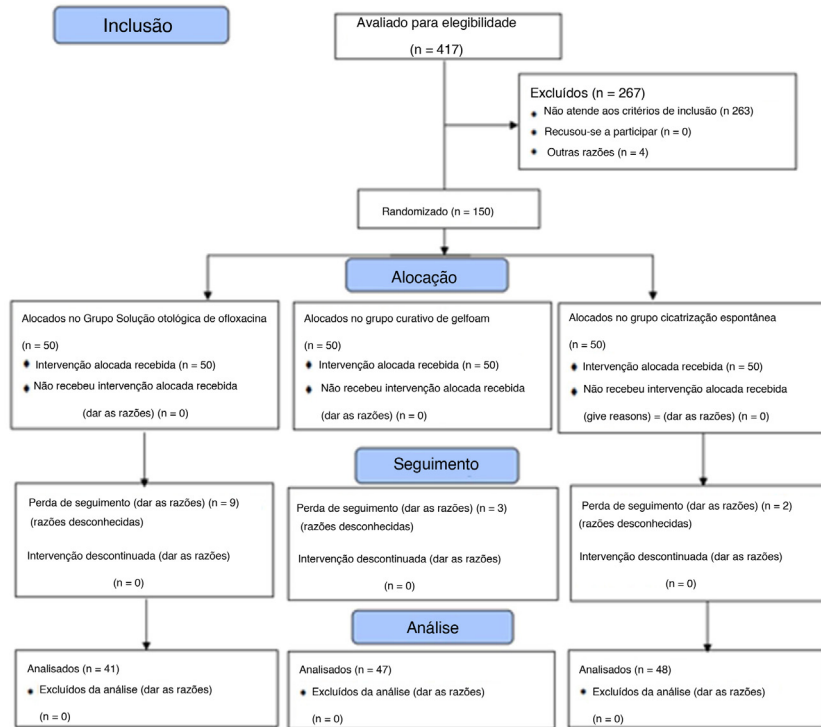 Inclusão
Avaliado para elegibilidade
(n = 417)
Excluídos (n = 267)
Não atende aos critérios de inclusão (n 263)
Recusou-se a participar (n = 0)
Outras razões (n = 4)
Randomizado (n = 150)
Alocação
Alocados no Grupo Solução otológica de ofloxacina
(n = 50)
Intervenção alocada recebida (n = 50)
Não recebeu intervenção alocada recebida
(dar as razões) (n = 0)
Alocados no grupo curativo de gelfoam
(n = 50)
Intervenção alocada recebida (n = 50)
Não recebeu intervenção alocada recebida
(dar as razões) (n = 0)
Alocados no grupo cicatrização espontânea
(n = 50)
Intervenção alocada recebida (n = 50)
Não recebeu intervenção alocada recebida
(give reasons) = (dar as razões) (n = 0)
Seguimento
Perda de seguimento (dar as razões) (n = 9)
(razões desconhecidas)
Intervenção descontinuada (dar as razões)
(n = 0)
Perda de seguimento (dar as razões) (n = 3)
(razões desconhecidas)
Intervenção descontinuada (dar as razões)
(n = 0)
Perda de seguimento (dar as razões) (n = 2)
(razões desconhecidas)
Intervenção descontinuada (dar as razões)
(n = 0)
Análise
Analisados (n = 41)
Excluídos da análise (dar as razões)
(n = 0)
Analisados (n = 47)
Excluídos da análise (dar as razões)
(n = 0)
Analisados (n = 48)
Excluídos da análise (dar as razões)
(n = 0)